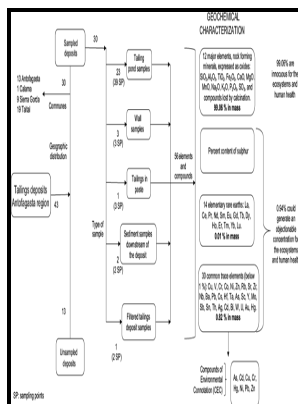 GEOCHEMICAL
CHARACTERIZATION
Sampled
deposits
30
13 Antofagasta
1 Calama
9 Sierra Gorda
19 Taltal
30
Communes
Geographic
distribution
Tailings deposits
Antofagasta region
43
13
Unsampled
deposits
Type of
sample
23
(39 SP)
Tailing
pond samples
3
(3 SP)
Wall
samples
1
(3 SP)
Tailings in
paste
2
(2 SP)
Sediment samples
downstream of
the deposit
1
(2 SP)
Filtered tailings
deposit samples
56 elements
and
compounds
12 major elements, rock forming
minerals, expressed as oxides:
SiO₂, Al₂O₃, TiO₂, Fe₂O₃, CaO, MgO
MnO, Na₂O, K₂O, P₂O₅, SO₃ and
compounds lost by calcination.
99.06 % in mass
Percent content of sulphur
14 elementary rare earths: La,
Ce, Pr, Nd, Sm, Eu, Gd, Tb, Dy,
Ho, Er, Tm, Yb, Lu.
0.01 % in mass
30 common trace elements (below
1 %): Cu, V, Cr, Co, Ni, Zn, Rb, Sr, Zr,
Nb, Ba, Pb, Cs, Hf, Ta, As, Sc, Y, Mo,
Sb, Sn, Th, Ag, Cd, Bi, W, U, Au, Hg.
0.92 % in mass
99.06% are
innocuous for the
ecosystems and
human health
0.94% could
generate an
objectionable
concentration for
the ecosystems
and human health
Compounds of
Environmental
Connotation (CEC)
As, Cd, Cu, Cr,
Hg, Ni, Pb, Zn
SP: sampling points